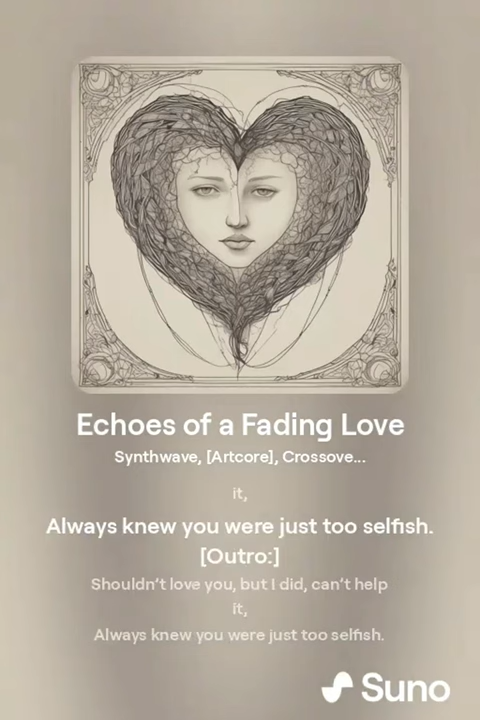 Echoes of a Fading Love
Synthwave, [Artcore], Crossove...
it,
Always knew you were just too selfish.
[Outro:]
Shouldn't love you, but I did, can't help
it,
Always knew you were just too selfish.
Suno